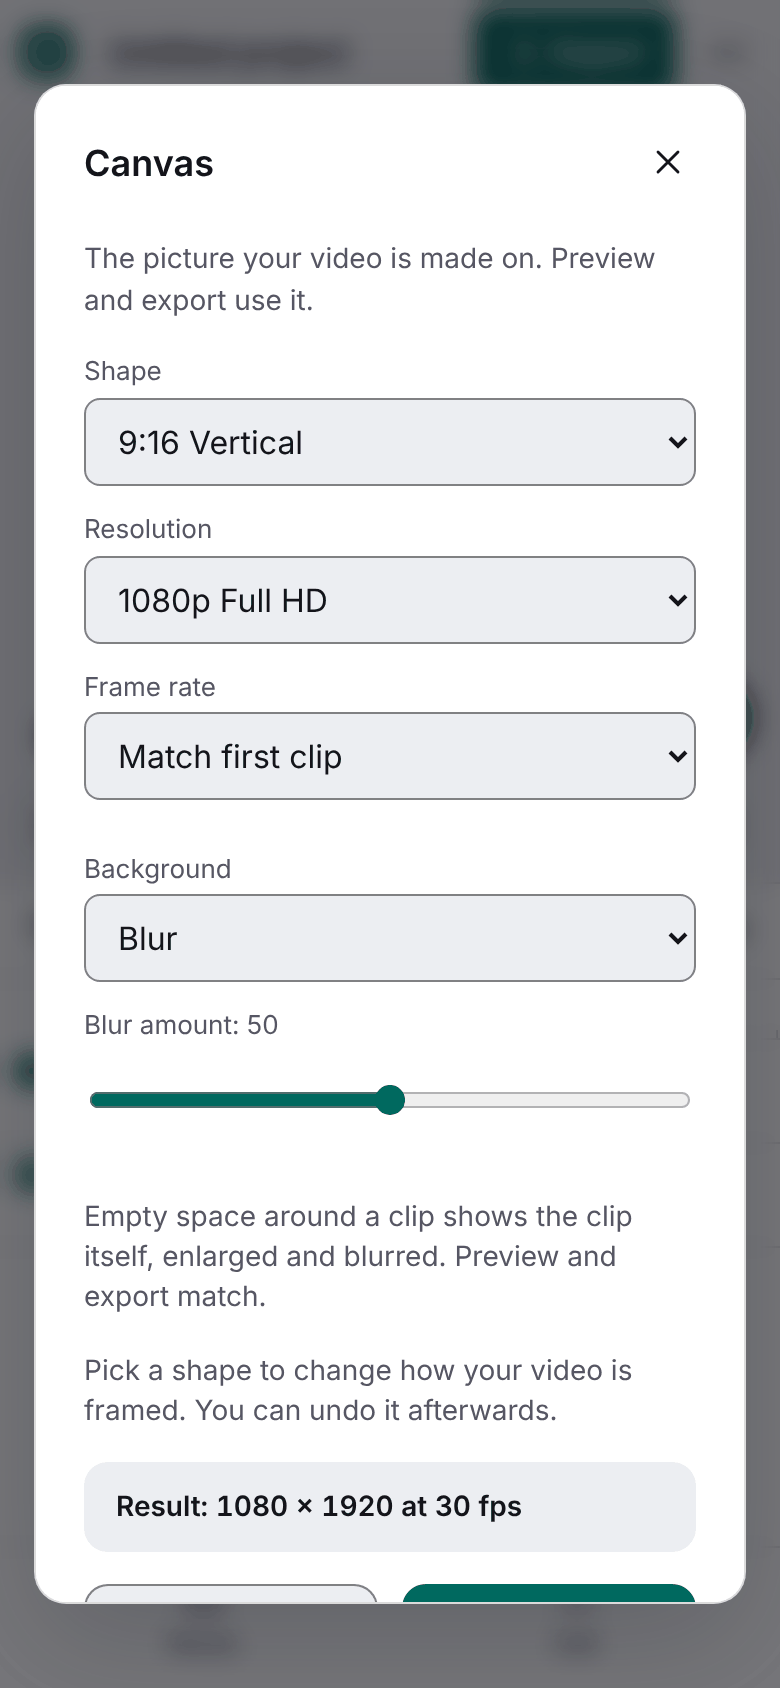 Canvas
The picture your video is made on. Preview
and export use it.
Shape
9:16 Vertical
Resolution
1080p Full HD
Frame rate
Match first clip
Background
Blur
Blur amount: 50
Empty space around a clip shows the clip
itself, enlarged and blurred. Preview and
export match.
Pick a shape to change how your video is
framed. You can undo it afterwards.
Result: 1080 × 1920 at 30 fps